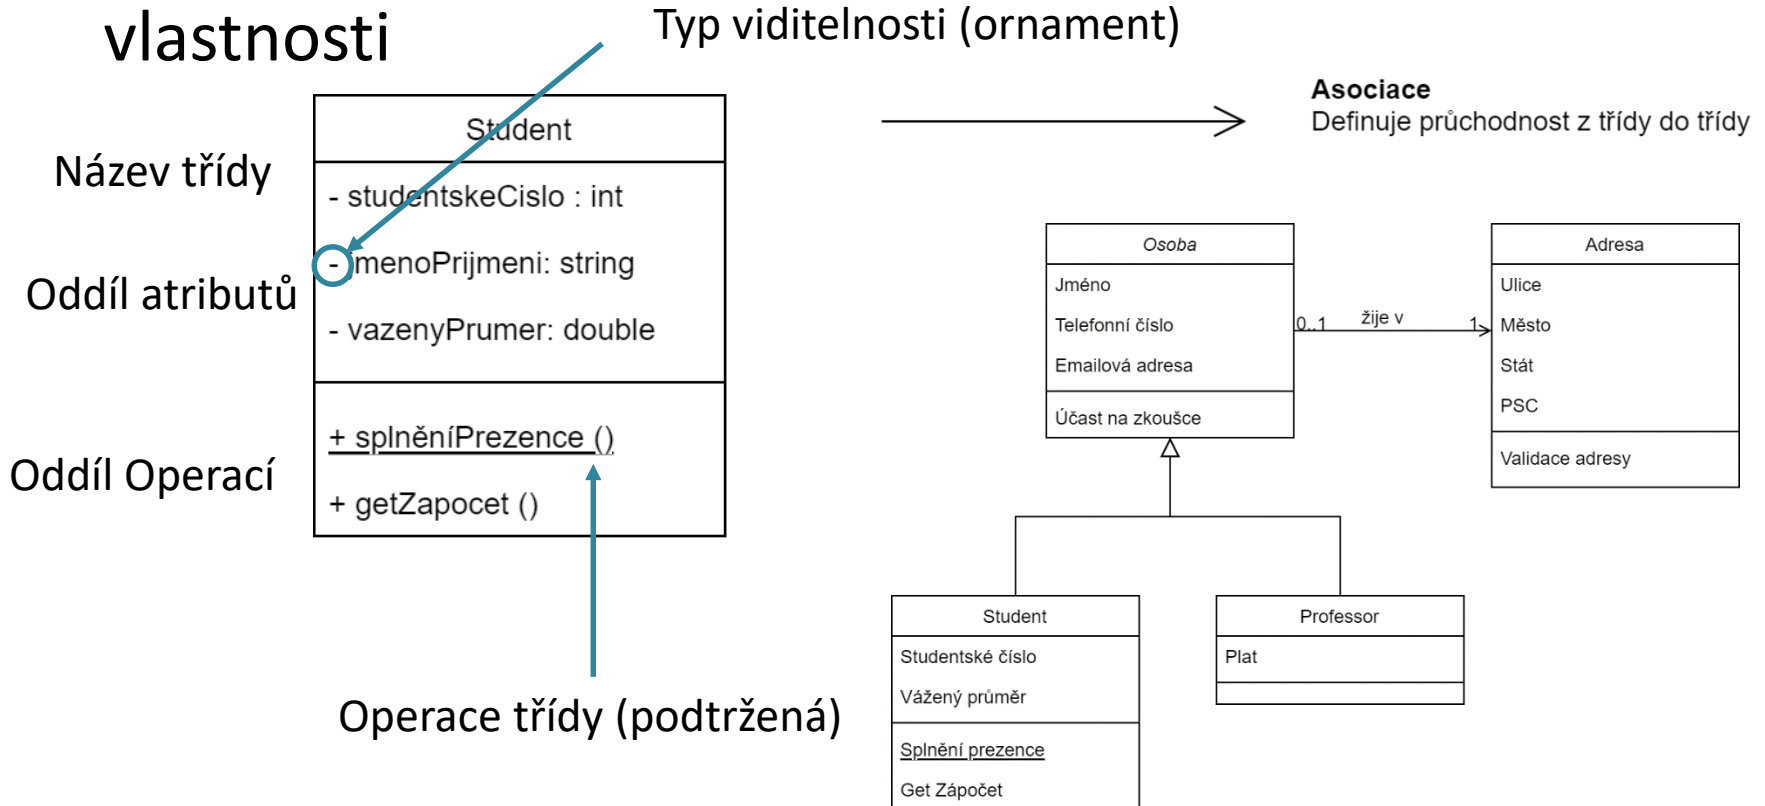 vlastnosti
Typ viditelnosti (ornament)
Název třídy
Oddíl atributů
Oddíl Operací
Student
- studentskeCislo : int
- jmenoPrijmeni: string
- vazenyPrumer: double
+ splněníPrezence ()
+ getZapocet ()
Operace třídy (podtržená)
Asociace
Definuje průchodnost z třídy do třídy
Osoba
Jméno
Telefonní číslo
Emailová adresa
Účast na zkoušce
0..1
žije v
1
Adresa
Ulice
Město
Stát
PSC
Validace adresy
Student
Studentské číslo
Vážený průměr
Splnění prezence
Get Zápočet
Professor
Plat